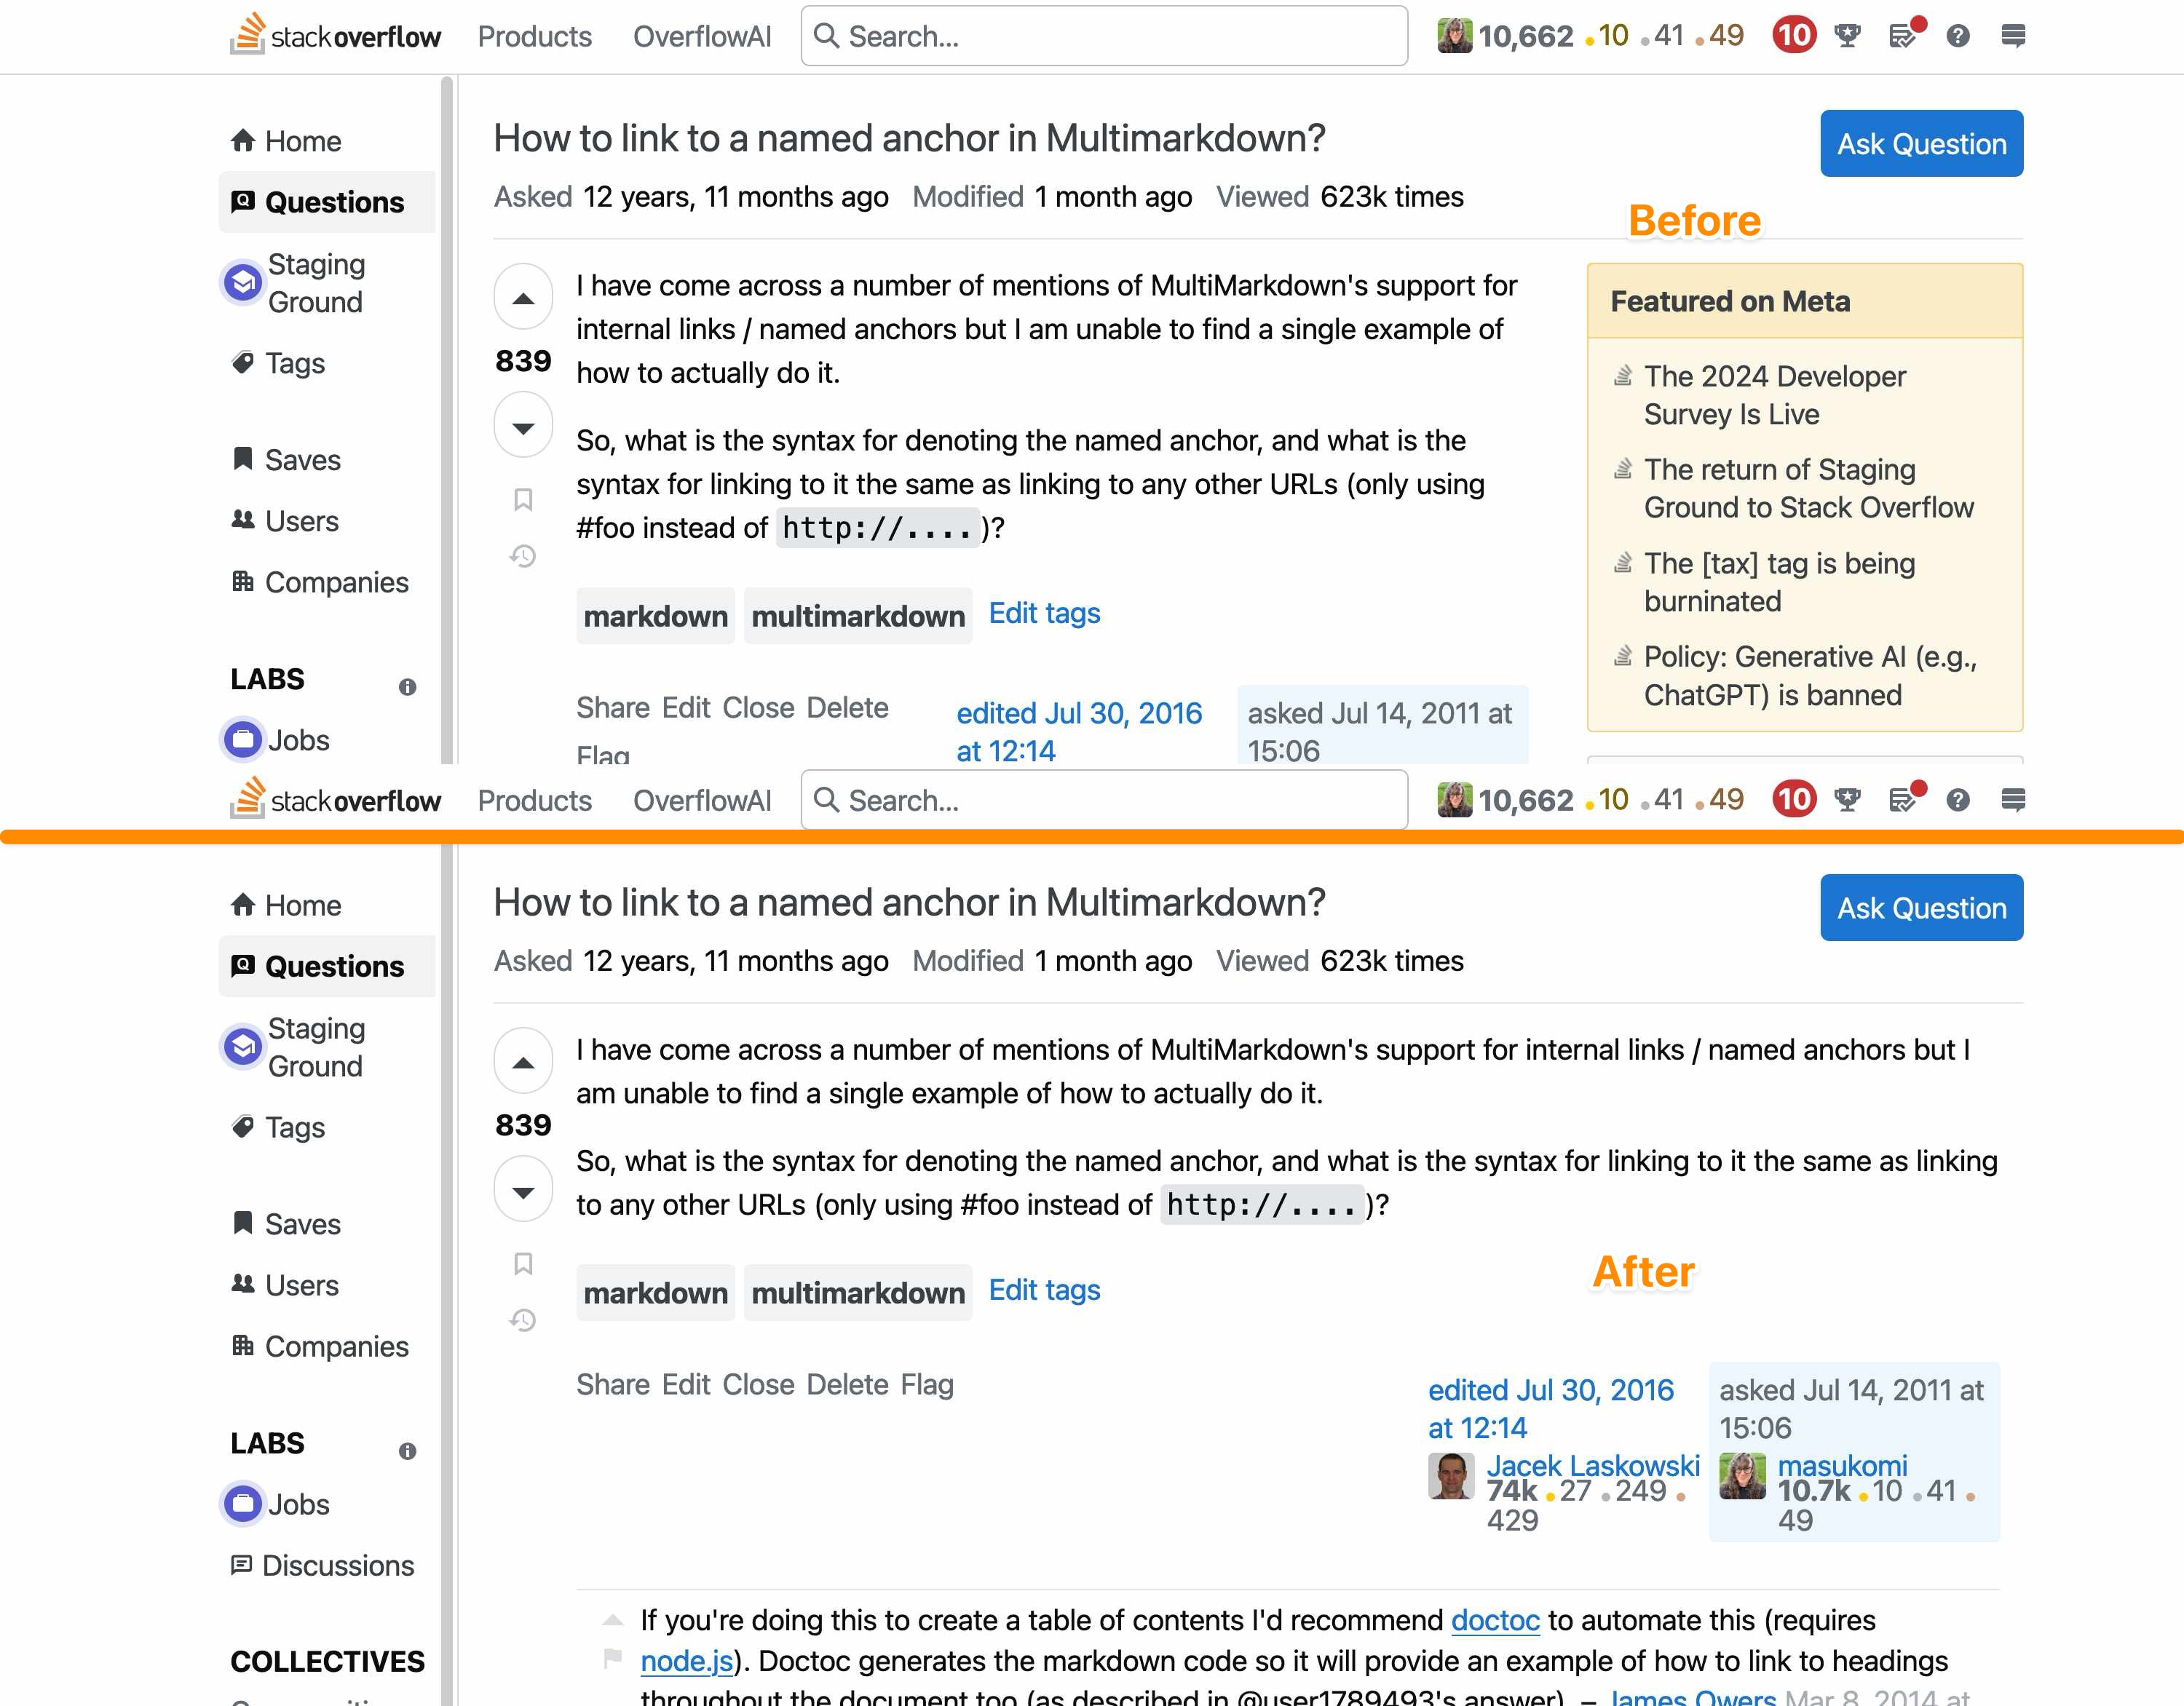 stackoverflow Products OverflowAI Search... 10,662 10 41 49 10
Home
Questions
Staging
Ground
Tags
Saves
Users
Companies
LABS
Jobs
How to link to a named anchor in Multimarkdown?
Ask Question
Asked 12 years, 11 months ago Modified 1 month ago Viewed 623k times
Before
839
I have come across a number of mentions of MultiMarkdown's support for
internal links / named anchors but I am unable to find a single example of
how to actually do it.
So, what is the syntax for denoting the named anchor, and what is the
syntax for linking to it the same as linking to any other URLs (only using
#foo instead of http://....)?
markdown multimarkdown Edit tags
Share Edit Close Delete
Flag
edited Jul 30, 2016
at 12:14
asked Jul 14, 2011 at
15:06
Featured on Meta
The 2024 Developer
Survey Is Live
The return of Staging
Ground to Stack Overflow
The [tax] tag is being
burninated
Policy: Generative AI (e.g.,
ChatGPT) is banned
stackoverflow Products OverflowAI Search... 10,662 10 41 49 10
Home
Questions
Staging
Ground
Tags
Saves
Users
Companies
LABS
Jobs
Discussions
COLLECTIVES
How to link to a named anchor in Multimarkdown?
Ask Question
Asked 12 years, 11 months ago Modified 1 month ago Viewed 623k times
839
I have come across a number of mentions of MultiMarkdown's support for internal links / named anchors but I
am unable to find a single example of how to actually do it.
So, what is the syntax for denoting the named anchor, and what is the syntax for linking to it the same as linking
to any other URLs (only using #foo instead of http://....)?
After
markdown multimarkdown Edit tags
Share Edit Close Delete Flag
edited Jul 30, 2016
at 12:14
Jacek Laskowski
74k 27 249
429
asked Jul 14, 2011 at
15:06
masukomi
10.7k 10 41
49
If you're doing this to create a table of contents I'd recommend doctoc to automate this (requires
node.js). Doctoc generates the markdown code so it will provide an example of how to link to headings
throughout the document too (as described in @user1789493's answer). – James Owers Mar 8, 2014 at